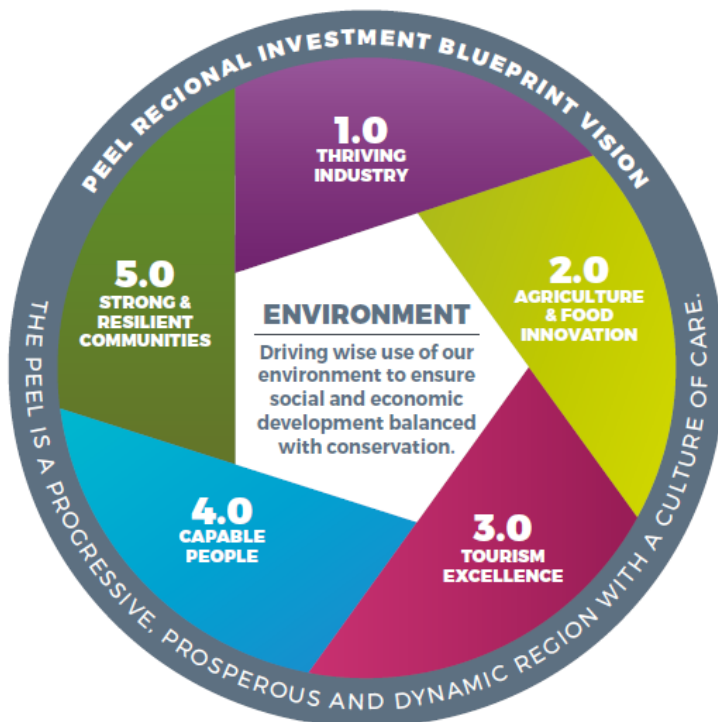 PEEL REGIONAL INVESTMENT BLUEPRINT VISION
1.0
THRIVING
INDUSTRY
2.0
AGRICULTURE
& FOOD
INNOVATION
3.0
TOURISM
EXCELLENCE
4.0
CAPABLE
PEOPLE
5.0
STRONG &
RESILIENT
COMMUNITIES
ENVIRONMENT
Driving wise use of our
environment to ensure
social and economic
development balanced
with conservation.
THE PEEL IS A PROGRESSIVE, PROSPEROUS AND DYNAMIC REGION WITH A CULTURE OF CARE.